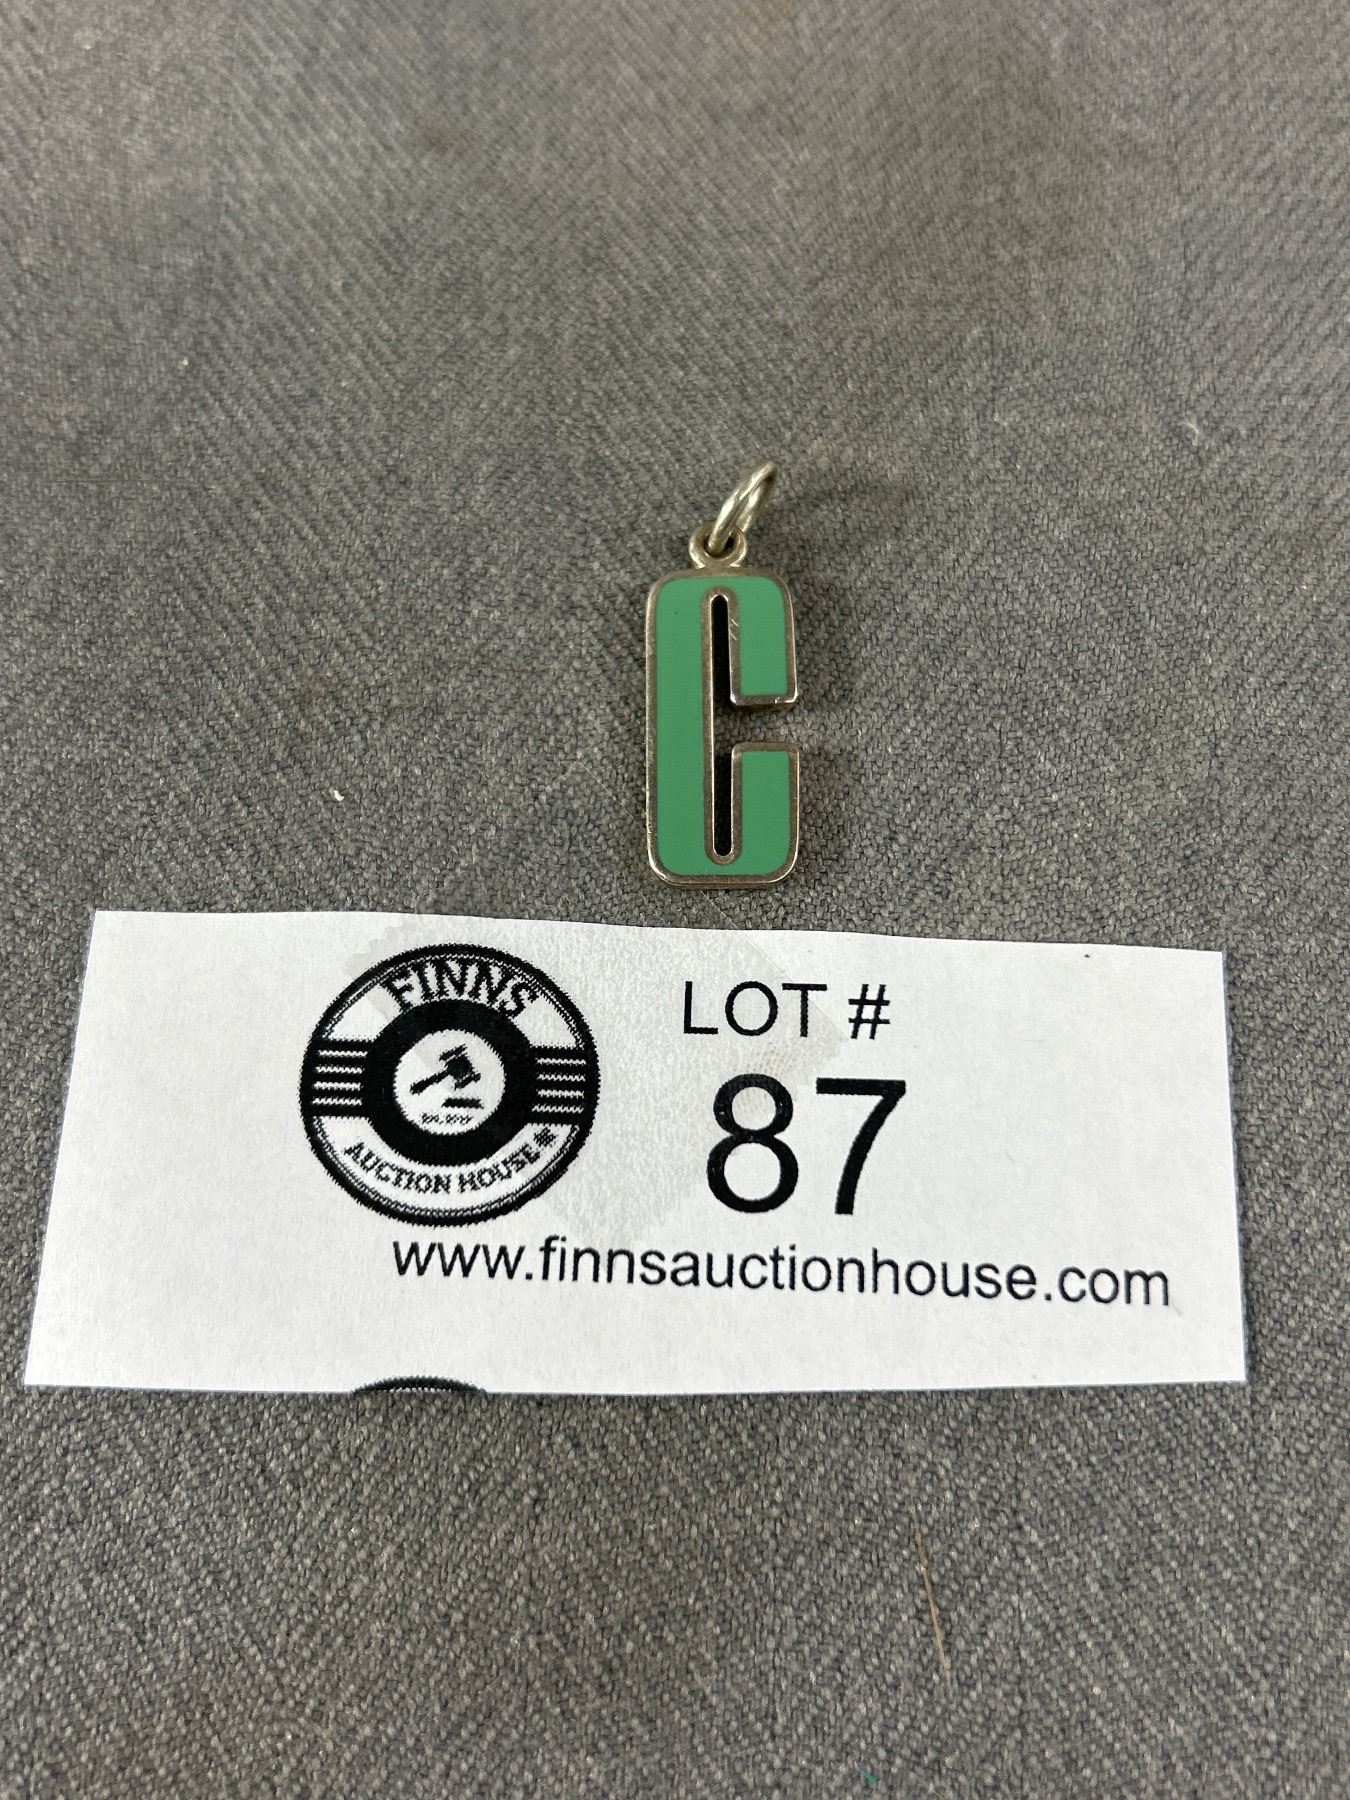 C
FINNS
AUCTION HOUSE
LOT #
87
www.finnsauctionhouse.com